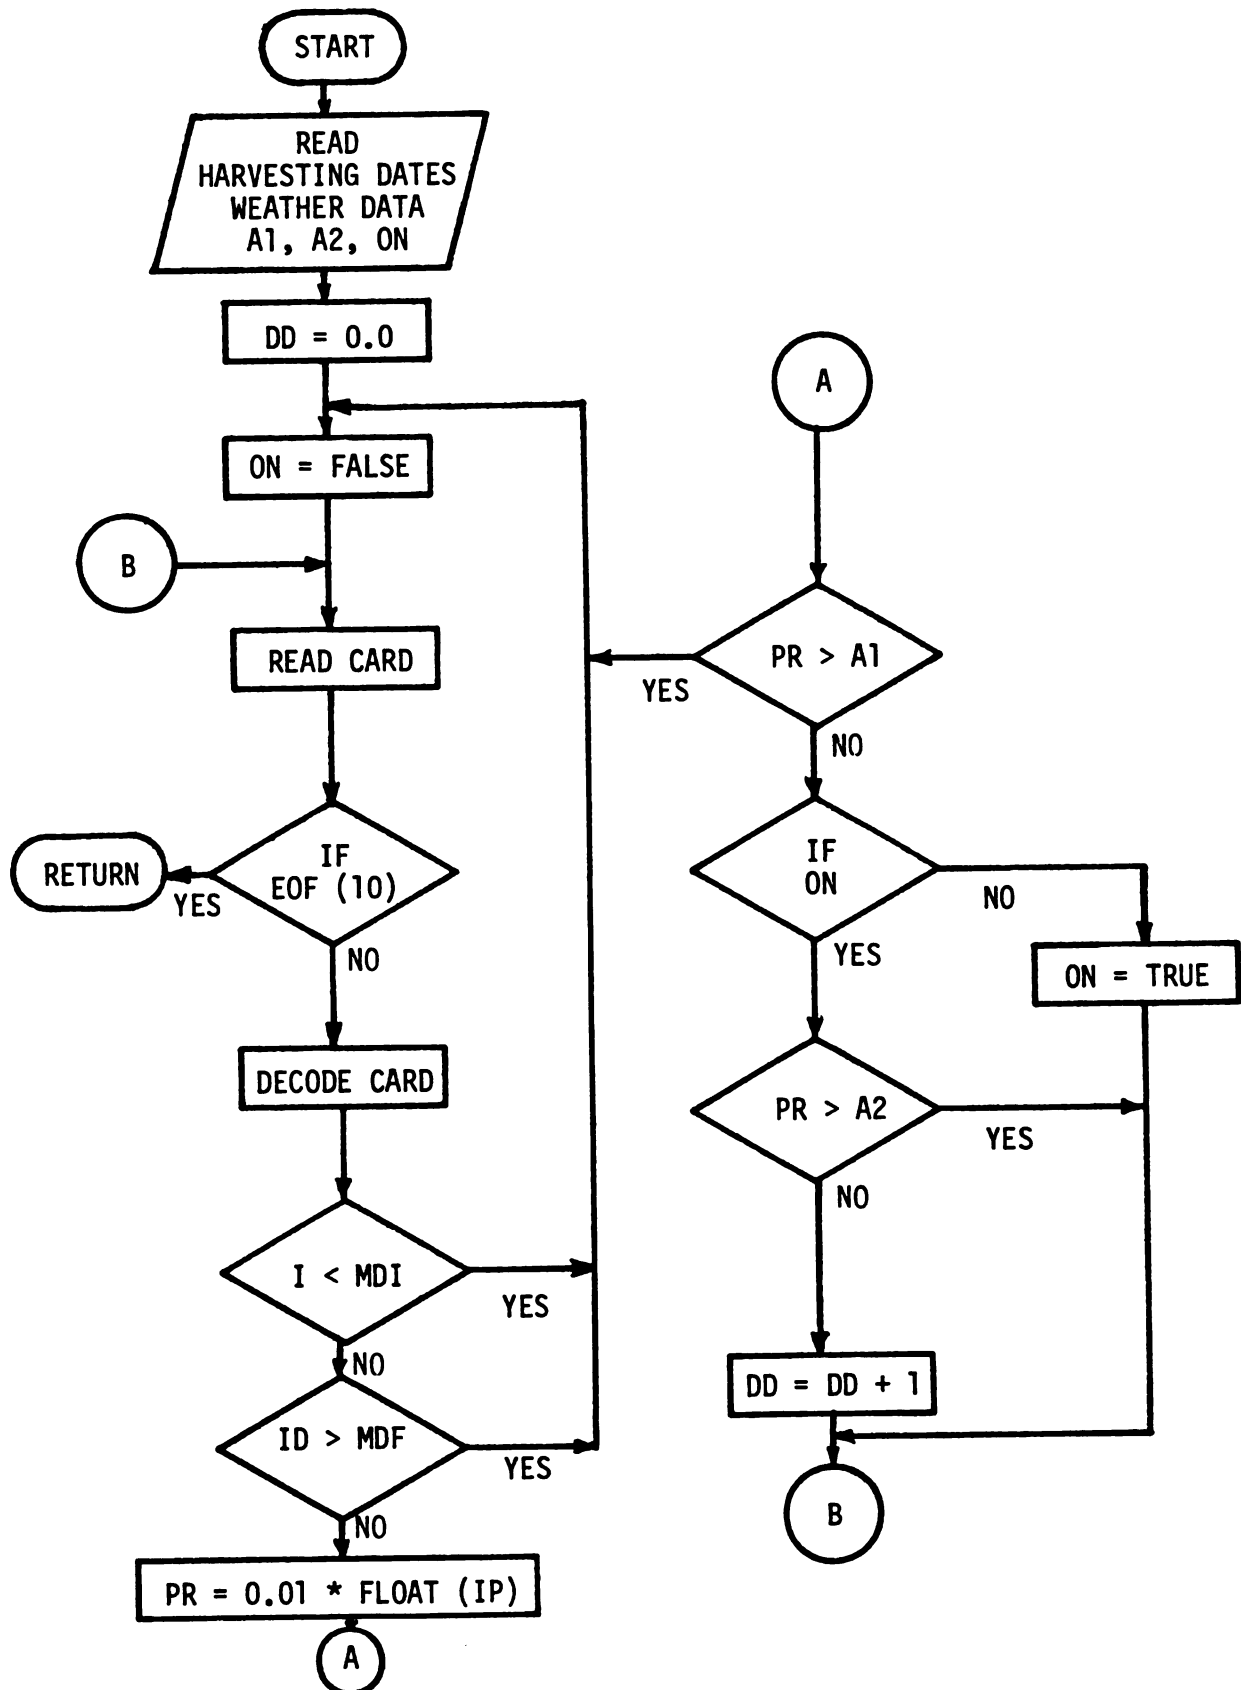 START
READ
HARVESTING DATES
WEATHER DATA
A1, A2, ON
DD = 0.0
ON = FALSE
B
READ CARD
IF
EOF (10)
YES
RETURN
NO
DECODE CARD
I < MDI
YES
NO
ID > MDF
YES
NO
PR = 0.01 * FLOAT (IP)
A
A
PR > A1
YES
NO
IF
ON
NO
ON = TRUE
YES
PR > A2
YES
NO
DD = DD + 1
B